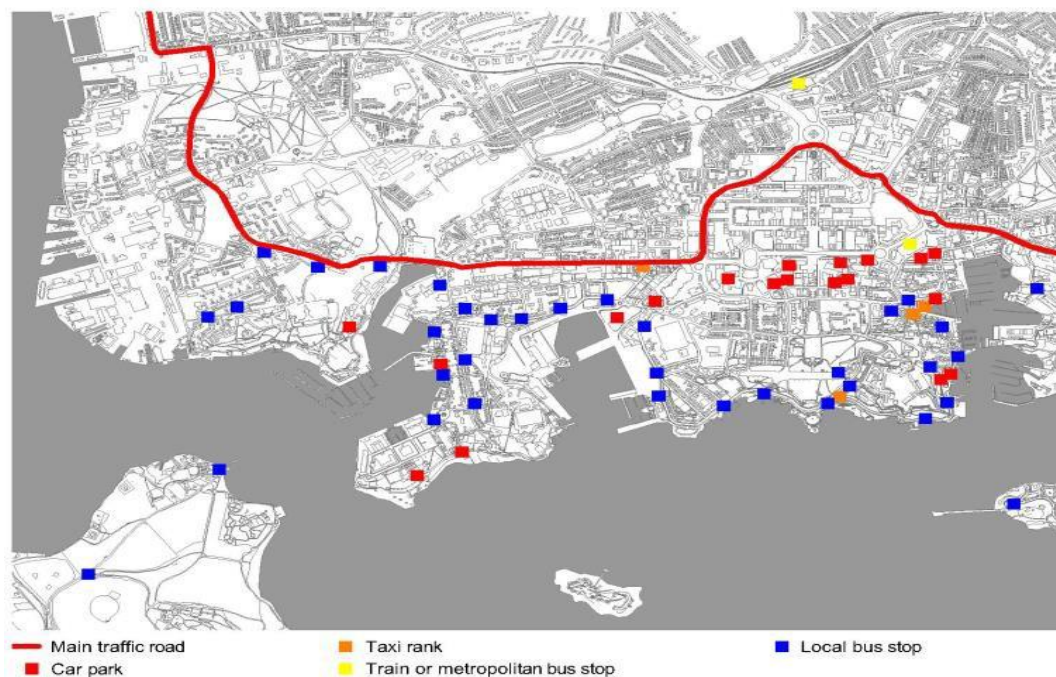 Main traffic road
Car park
Taxi rank
Train or metropolitan bus stop
Local bus stop